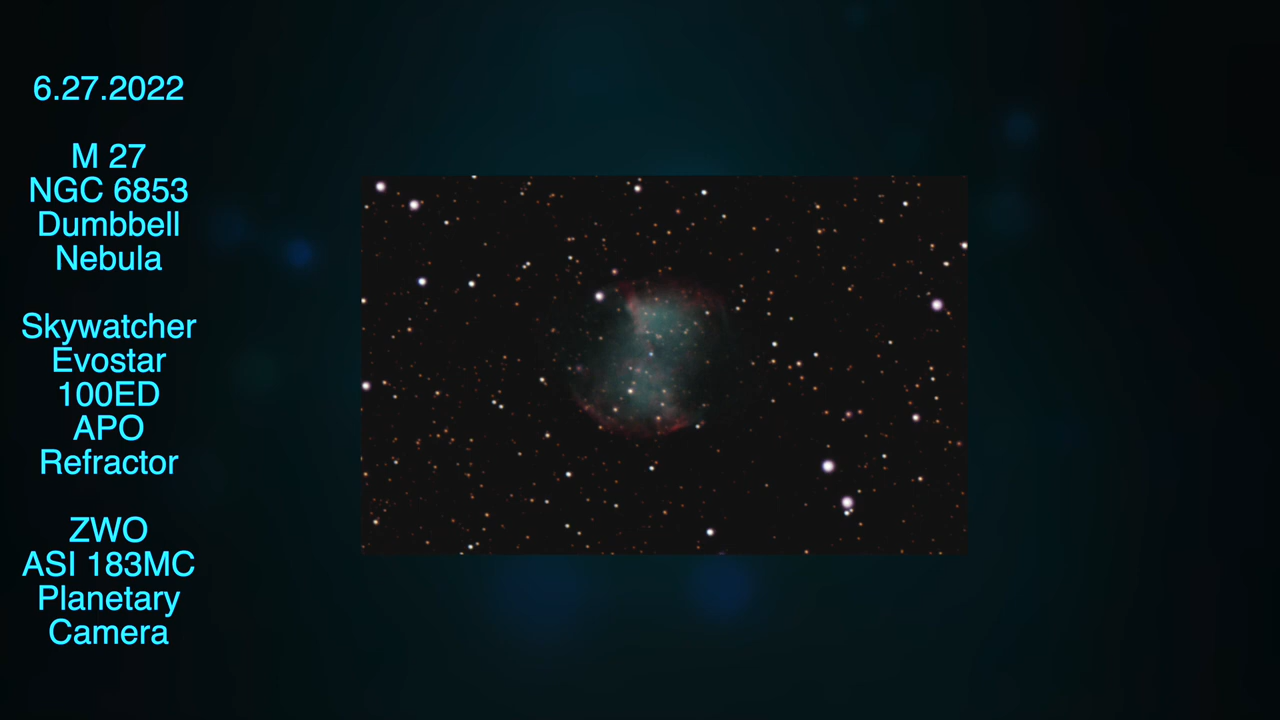 6.27.2022
M 27
NGC 6853
Dumbbell
Nebula
Skywatcher
Evostar
100ED
APO
Refractor
ZWO
ASI 183MC
Planetary
Camera